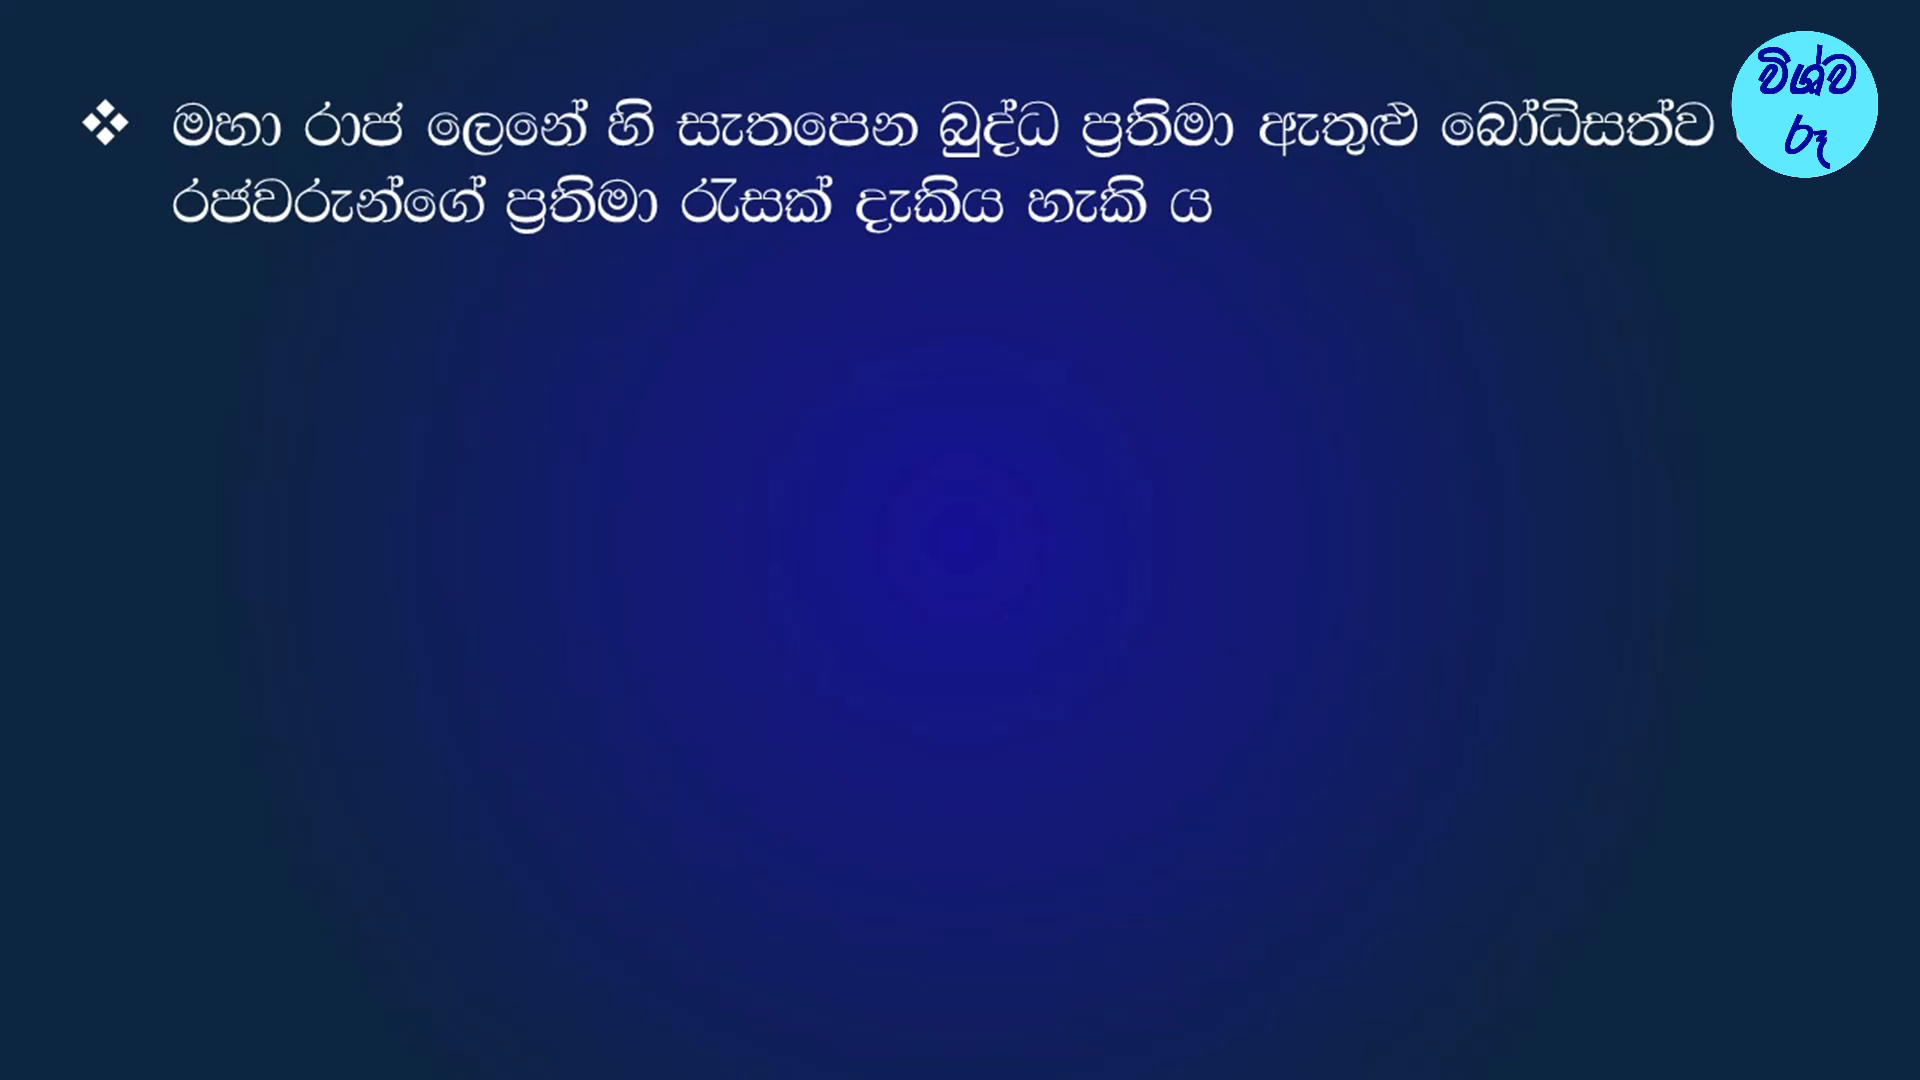 ❖ මහා රාජ ලෙනේ හි සැතපෙන බුද්ධ ප්‍රතිමා ඇතුළු බෝධිසත්ව
රජවරුන්ගේ ප්‍රතිමා රැසක් දැකිය හැකි ය
විශ්ව
රූ